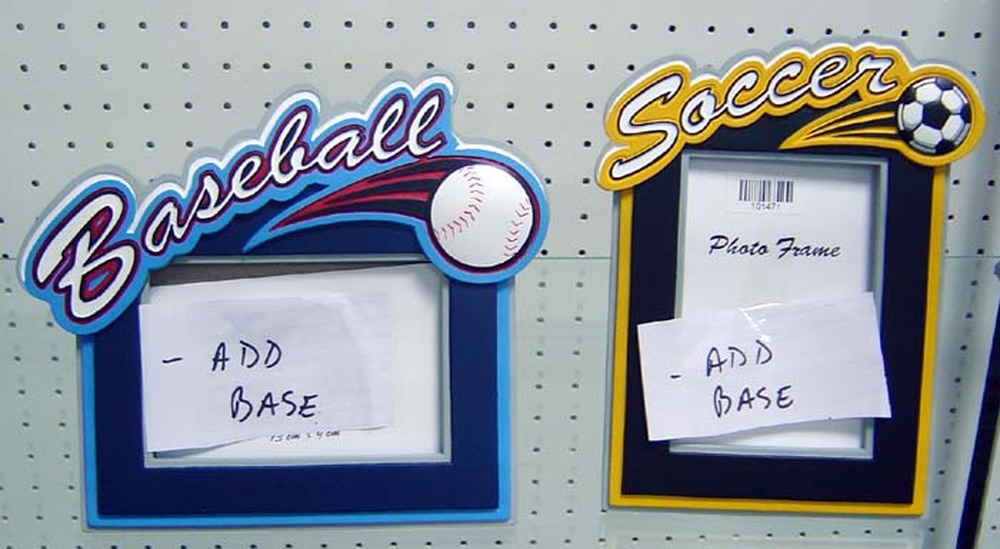 Baseball
- ADD
BASE
Soccer
101471
Photo Frame
- ADD
BASE